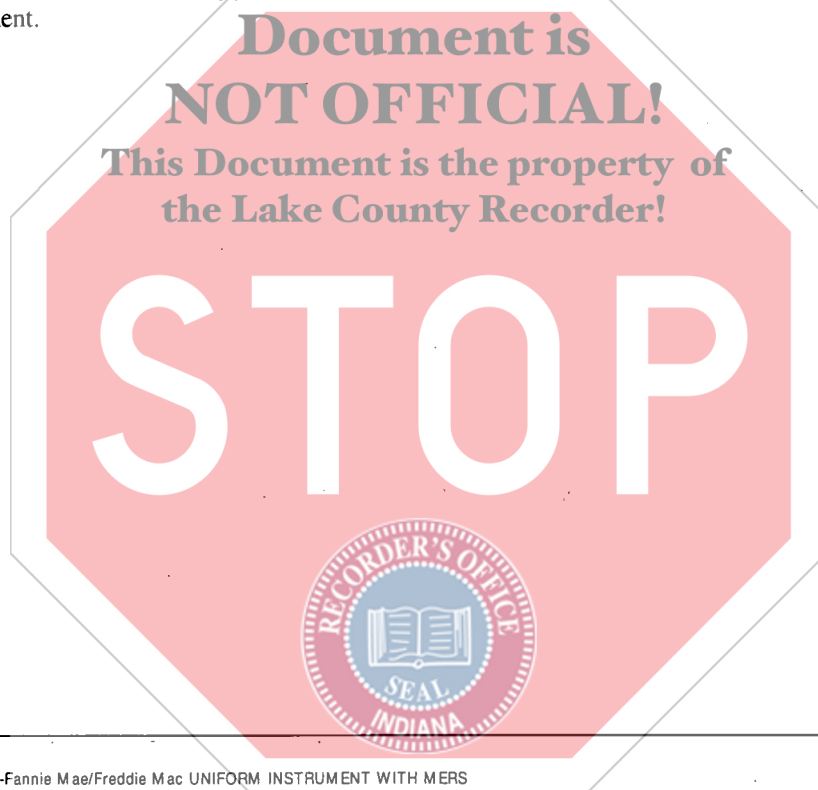 ent.
Document is
NOT OFFICIAL!
This Document is the property of
the Lake County Recorder!
STOP
RECORDER'S OFFICE
SEAL
INDIANA
-Fannie Mae/Freddie Mac UNIFORM INSTRUMENT WITH MERS